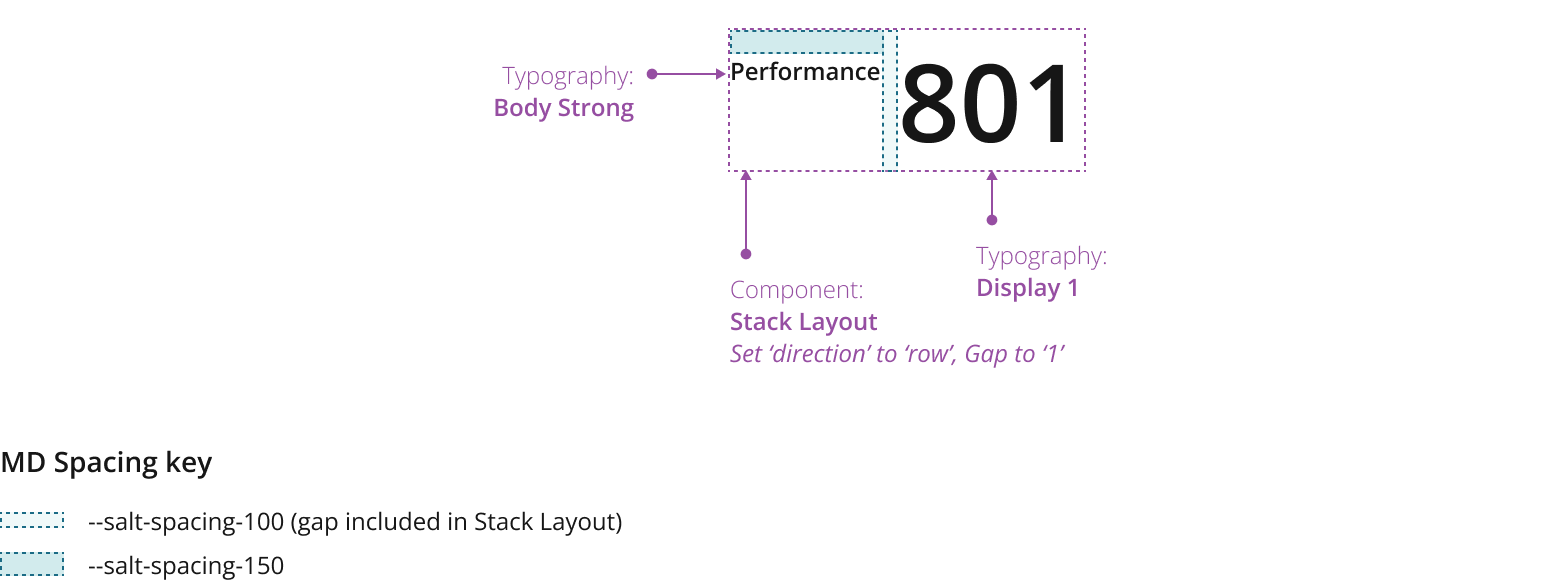 Performance
801
Typography:
Body Strong
Typography:
Display 1
Component:
Stack Layout
Set ‘direction’ to ‘row’, Gap to ‘1’
MD Spacing key
--salt-spacing-100 (gap included in Stack Layout)
--salt-spacing-150